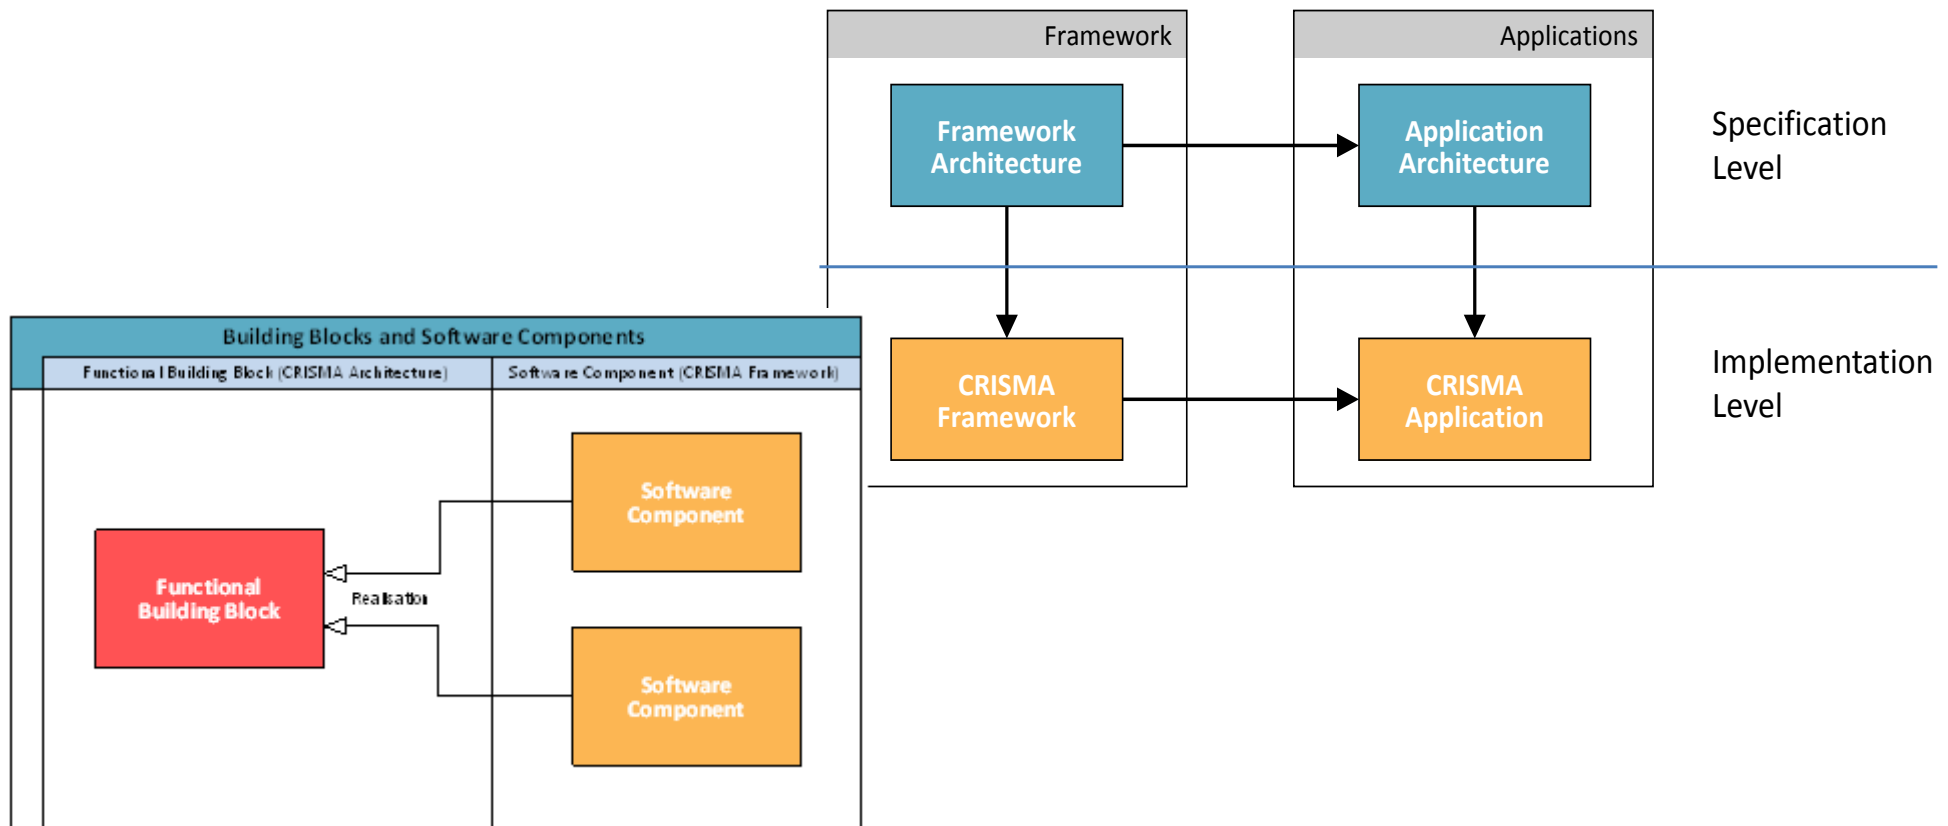 Framework
Applications
Framework
Architecture
Application
Architecture
Specification
Level
CRISMA
Framework
CRISMA
Application
Implementation
Level
Building Blocks and Software Components
Functional Building Block (CRISMA Architecture)
Software Component (CRISMA Framework)
Software
Component
Functional
Building Block
Realisation
Software
Component